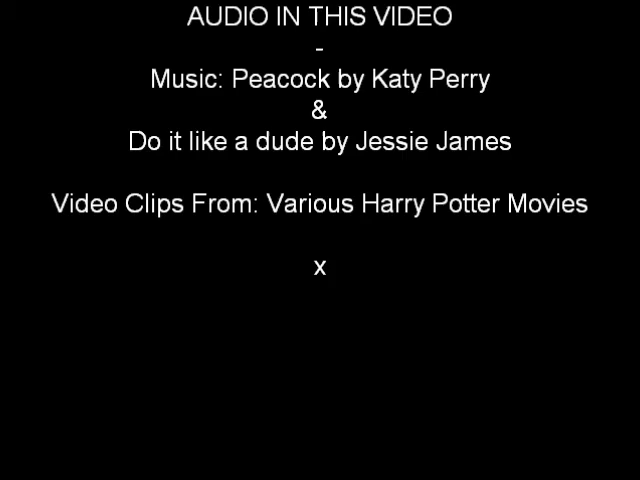 AUDIO IN THIS VIDEO
-
Music: Peacock by Katy Perry
&
Do it like a dude by Jessie James
Video Clips From: Various Harry Potter Movies
x